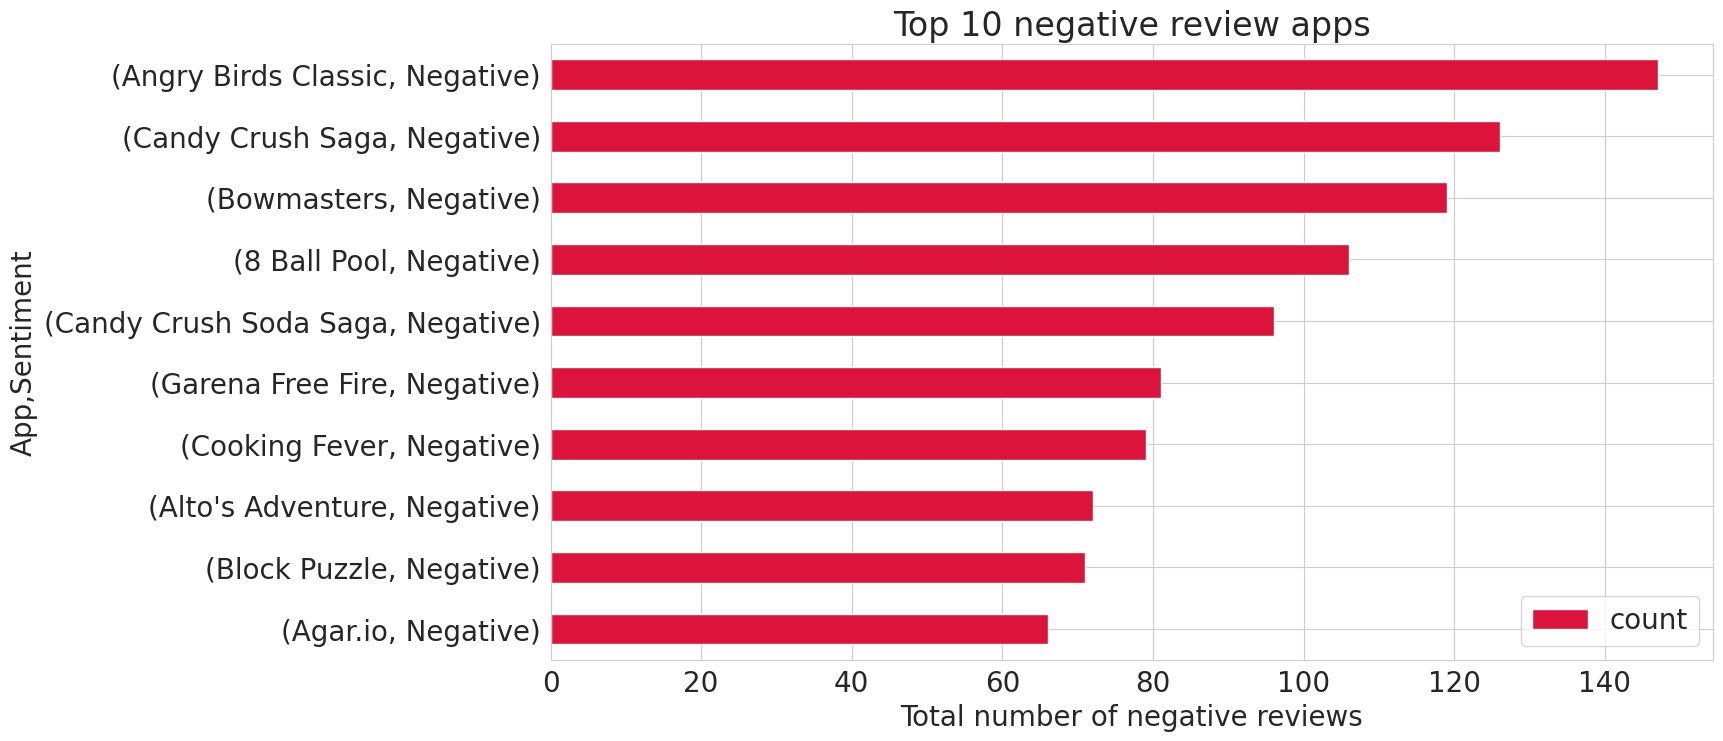 Top 10 negative review apps
App,Sentiment
(Angry Birds Classic, Negative)
(Candy Crush Saga, Negative)
(Bowmasters, Negative)
(8 Ball Pool, Negative)
(Candy Crush Soda Saga, Negative)
(Garena Free Fire, Negative)
(Cooking Fever, Negative)
(Alto's Adventure, Negative)
(Block Puzzle, Negative)
(Agar.io, Negative)
count
0 20 40 60 80 100 120 140
Total number of negative reviews